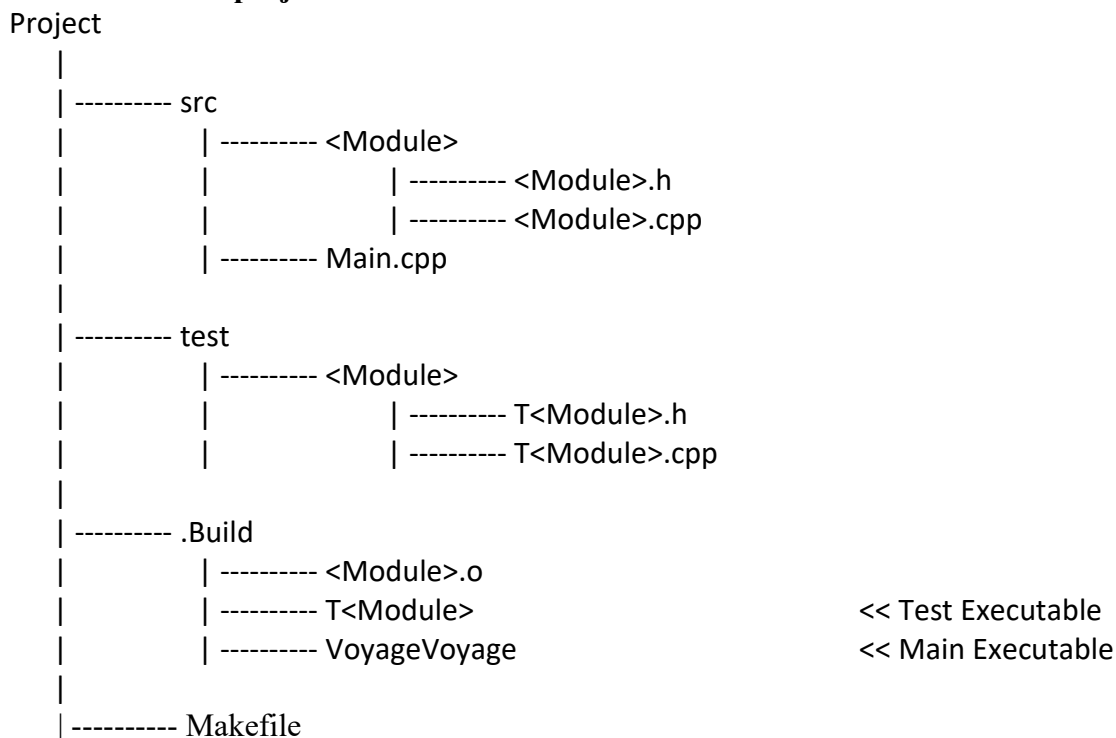 Project
|
| ---------- src
| | ---------- <Module>
| | | ---------- <Module>.h
| | | ---------- <Module>.cpp
| | ---------- Main.cpp
|
| ---------- test
| | ---------- <Module>
| | | ---------- T<Module>.h
| | | ---------- T<Module>.cpp
|
| ---------- .Build
| | ---------- <Module>.o
| | ---------- T<Module> << Test Executable
| | ---------- VoyageVoyage << Main Executable
|
| ---------- Makefile